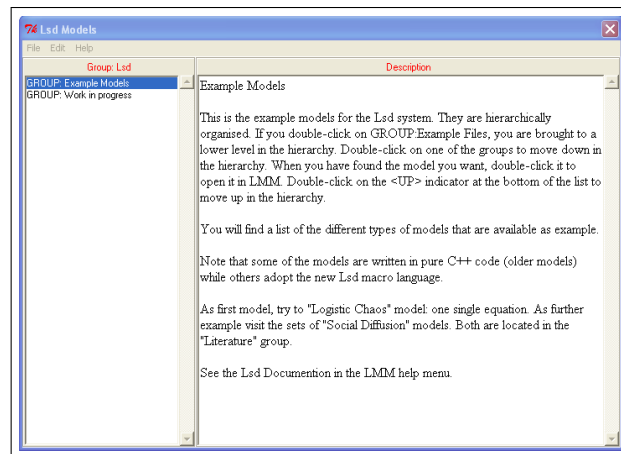 Lsd Models
File Edit Help
Group: Lsd
Description
GROUP: Example Models
GROUP: Work in progress
Example Models
This is the example models for the Lsd system. They are hierarchically
organised. If you double-click on GROUP:Example Files, you are brought to a
lower level in the hierarchy. Double-click on one of the groups to move down in
the hierarchy. When you have found the model you want, double-click it to
open it in LMM. Double-click on the <UP> indicator at the bottom of the list to
move up in the hierarchy.
You will find a list of the different types of models that are available as example.
Note that some of the models are written in pure C++ code (older models)
while others adopt the new Lsd macro language.
As first model, try to "Logistic Chaos" model: one single equation. As further
example visit the sets of "Social Diffusion" models. Both are located in the
"Literature" group.
See the Lsd Documention in the LMM help menu.